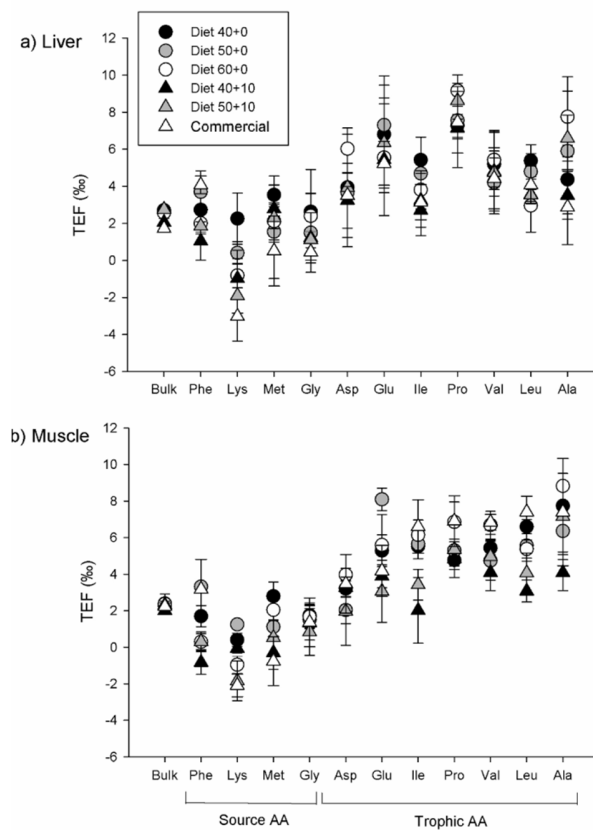 a) Liver
Diet 40+0
Diet 50+0
Diet 60+0
Diet 40+10
Diet 50+10
Commercial
TEF (‰)
12
10
8
6
4
2
0
-2
-4
-6
Bulk Phe Lys Met Gly Asp Glu Ile Pro Val Leu Ala
b) Muscle
TEF (‰)
12
10
8
6
4
2
0
-2
-4
-6
Bulk Phe Lys Met Gly Asp Glu Ile Pro Val Leu Ala
Source AA Trophic AA